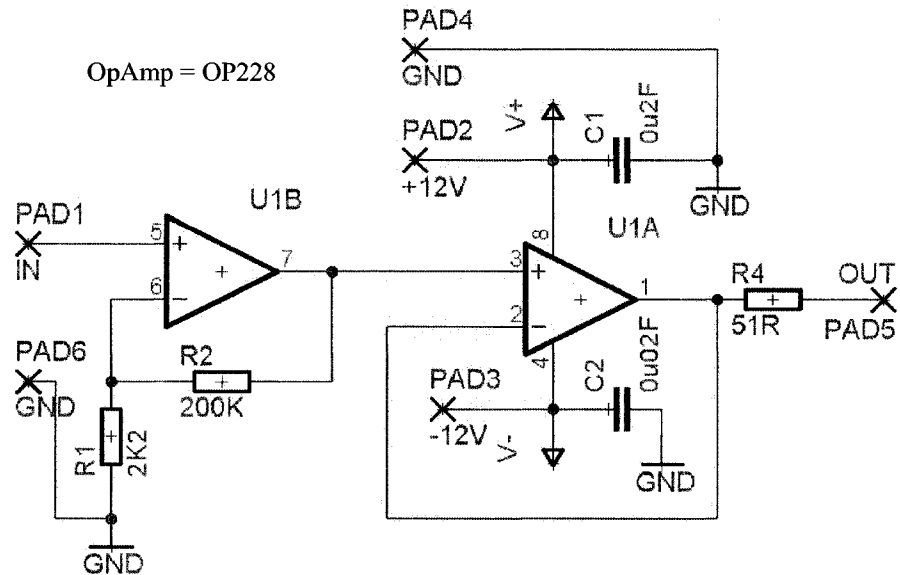 PAD4
GND
OpAmp = OP228
V+
C1
0u2F
PAD2
+12V
GND
U1B
U1A
PAD1
IN
5
+
+
7
6
-
8
3
+
+
1
2
-
4
R4
51R
OUT
PAD5
PAD6
GND
R2
200K
PAD3
-12V
C2
0u02F
V-
GND
R1
2K2
GND